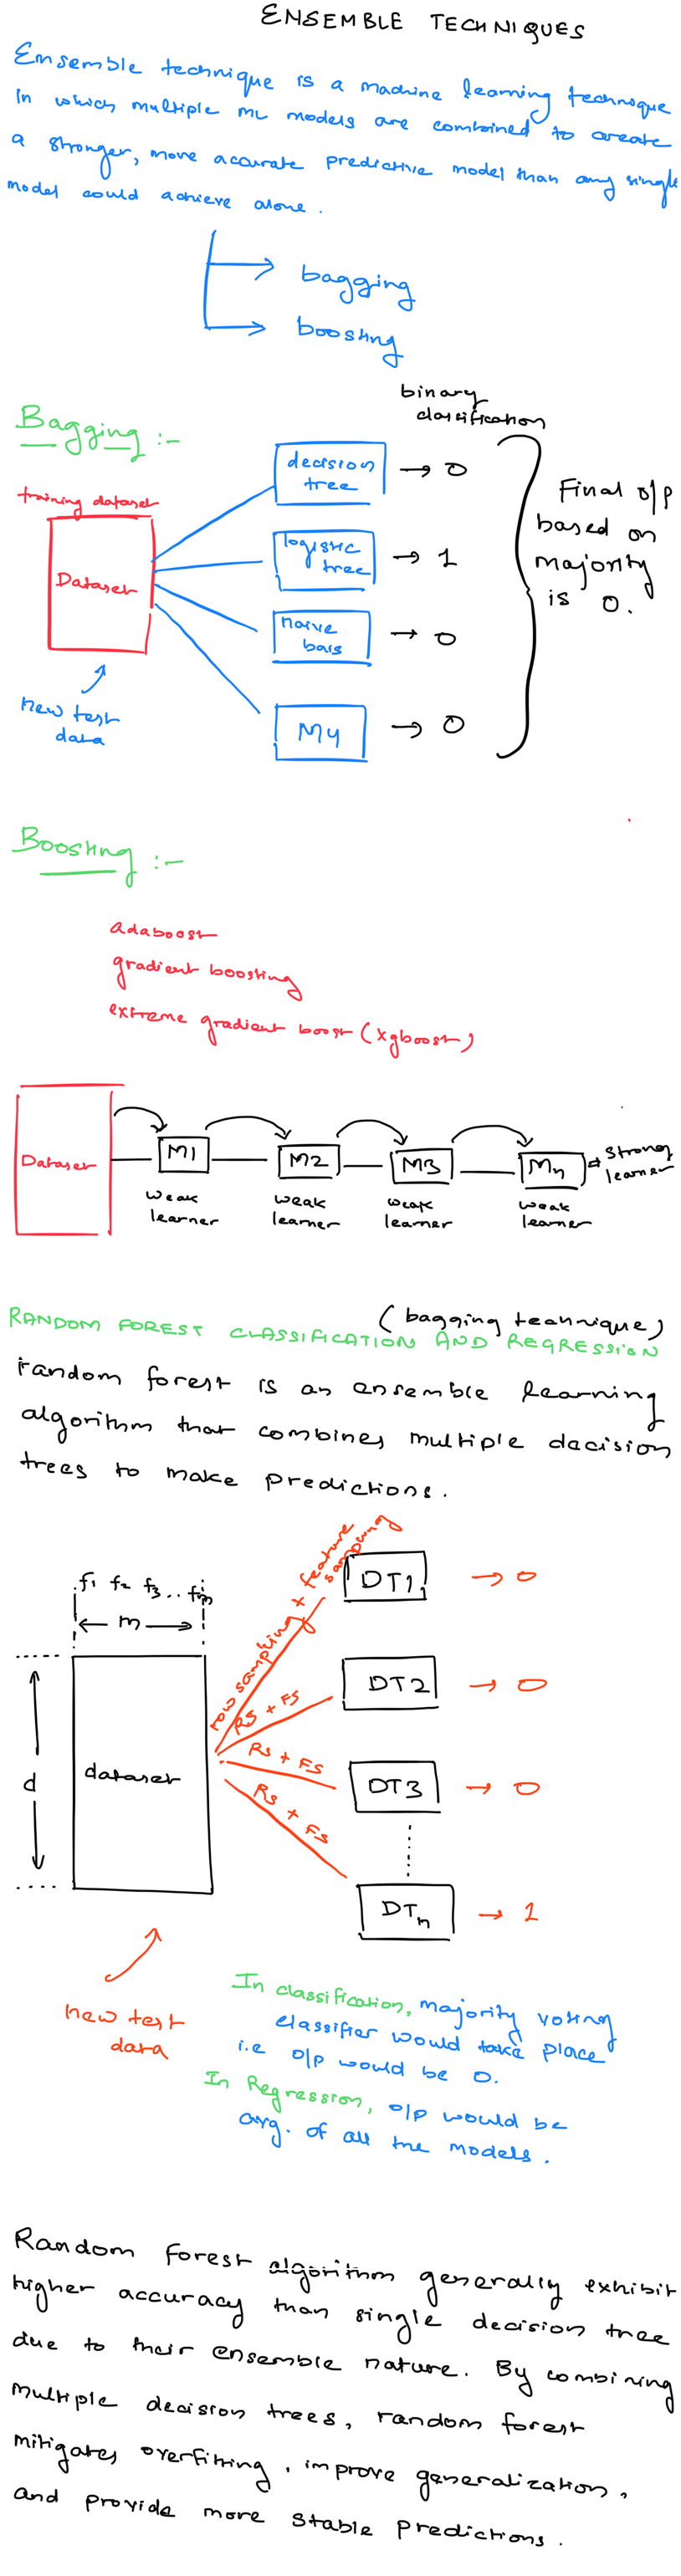 ENSEMBLE TECHNIQUES
Ensemble technique is a machine learning technique
in which multiple ML models are combined to create
a stronger, more accurate predictive model than any single
model could achieve alone.
bagging
boosting
binary
classification
Bagging :-
training dataset
Dataset
new test
data
decision
tree
→ 0
logistic
tree
→ 1
naive
bais
→ 0
M4
→ 0
Final o/p
based on
majority
is 0.
Boosting :-
adaboost
gradient boosting
extreme gradient boost (xgboost)
Dataset
M1
weak
learner
M2
weak
learner
M3
weak
learner
Mn
weak
learner
strong
learner
(bagging technique)
RANDOM FOREST CLASSIFICATION AND REGRESSION
random forest is an ensemble learning
algorithm that combines multiple decision
trees to make predictions.
f1 f2 f3 .. fm
← m →
d
dataset
new test
data
row sampling + feature
sampling
RS + FS
RS + FS
RS + FS
DT1
→ 0
DT2
→ 0
DT3
→ 0
DTn
→ 1
In classification, majority voting
classifier would take place
i.e o/p would be 0.
In Regression, o/p would be
avg. of all the models.
Random forest algorithm generally exhibit
higher accuracy than single decision tree
due to their ensemble nature. By combining
multiple decision trees, random forest
mitigates overfitting, improve generalization,
and provide more stable predictions.